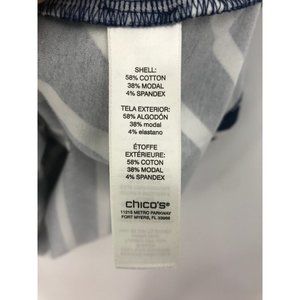 SHELL:
58% COTTON
38% MODAL
4% SPANDEX
TELA EXTERIOR:
58% ALGODÓN
38% modal
4% elastano
ÉTOFFE
EXTÉRIEURE:
58% COTON
38% MODAL
4% SPANDEX
chico's®
11215 METRO PARKWAY
FORT MYERS, FL 33966